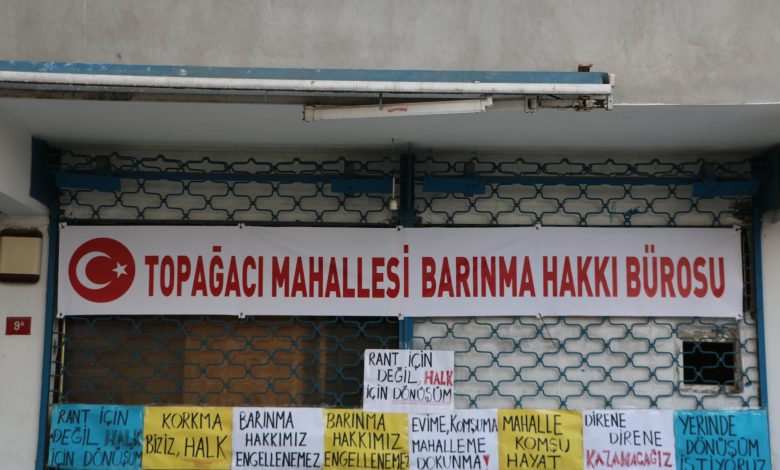 TOPAĞACI MAHALLESİ BARINMA HAKKI BÜROSU
9A
RANT İÇİN
DEĞİL, HALK
İÇİN DÖNÜŞÜM
RANT İÇİN
DEĞİL HALK
İÇİN DÖNÜŞÜM
KORKMA
BİZİZ, HALK
BARINMA
HAKKIMIZ
ENGELLENEMEZ
BARINMA
HAKKIMIZ
ENGELLENEMEZ
EVİME, KOMŞUMA
MAHALLEME
DOKUNMA!
MAHALLE
KOMŞU
HAYAT
DİRENE
DİRENE
KAZANACAĞIZ
YERİNDE
DÖNÜŞÜM
İSTİYORUZ